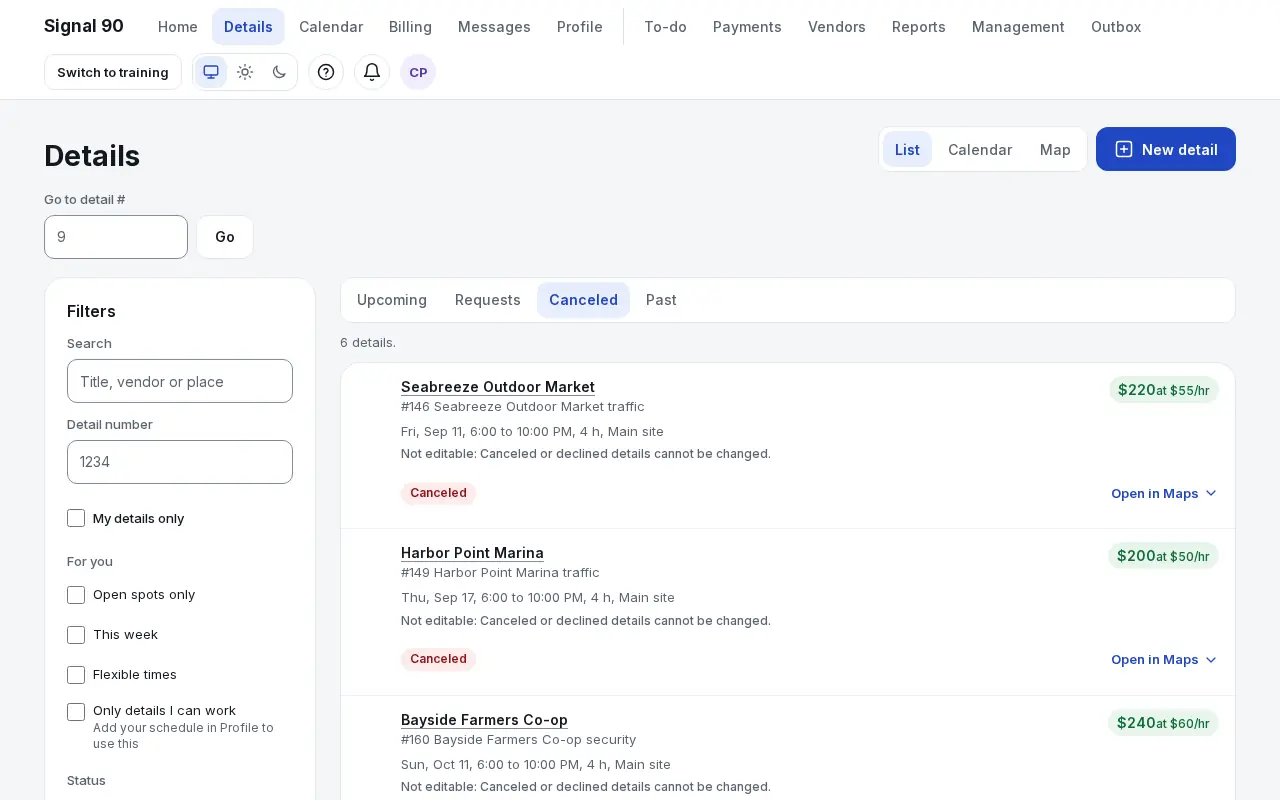 Signal 90
Home
Details
Calendar
Billing
Messages
Profile
To-do
Payments
Vendors
Reports
Management
Outbox
Switch to training
CP
Details
List
Calendar
Map
New detail
Go to detail #
9
Go
Filters
Search
Title, vendor or place
Detail number
1234
My details only
For you
Open spots only
This week
Flexible times
Only details I can work
Add your schedule in Profile to
use this
Status
Upcoming
Requests
Canceled
Past
6 details.
Seabreeze Outdoor Market
$220 at $55/hr
#146 Seabreeze Outdoor Market traffic
Fri, Sep 11, 6:00 to 10:00 PM, 4 h, Main site
Not editable: Canceled or declined details cannot be changed.
Canceled
Open in Maps
Harbor Point Marina
$200 at $50/hr
#149 Harbor Point Marina traffic
Thu, Sep 17, 6:00 to 10:00 PM, 4 h, Main site
Not editable: Canceled or declined details cannot be changed.
Canceled
Open in Maps
Bayside Farmers Co-op
$240 at $60/hr
#160 Bayside Farmers Co-op security
Sun, Oct 11, 6:00 to 10:00 PM, 4 h, Main site
Not editable: Canceled or declined details cannot be changed.